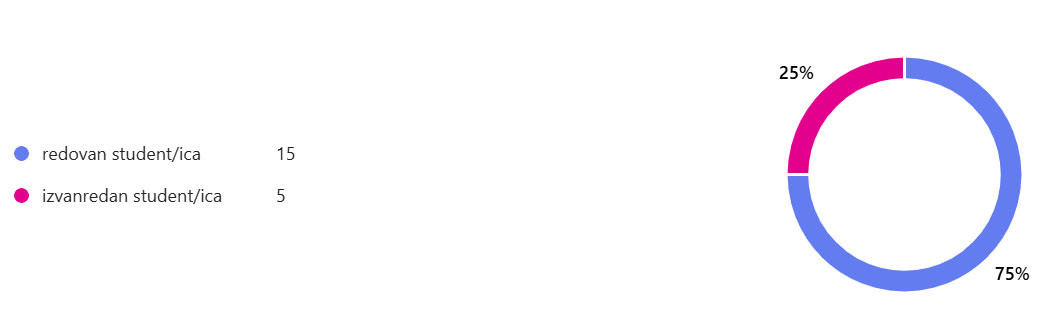 25%
redovan student/ica 15
izvanredan student/ica 5
75%